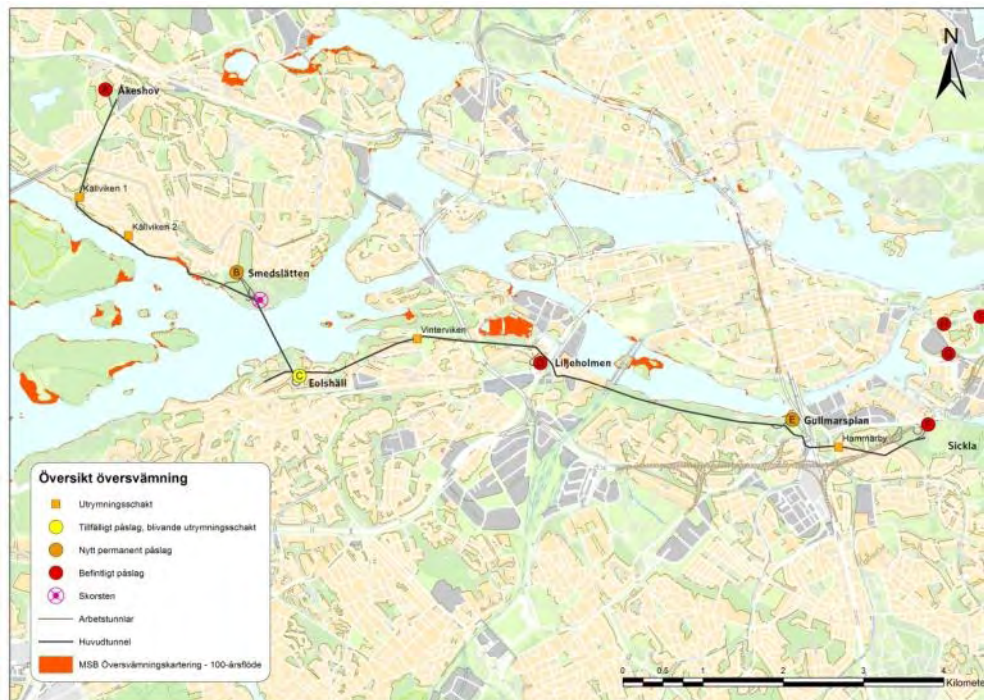 N
A
Åkeshov
Källviken 1
Källviken 2
B
Smedslätten
Vinterviken
C
Eolshäll
Liljeholmen
E
Gullmarsplan
Hammarby
Sickla
Översikt översvämning
Utrymningsschakt
Tillfälligt påslag, blivande utrymningsschakt
Nytt permanent påslag
Befintligt påslag
Skorsten
Arbetstunnlar
Huvudtunnel
MSB Översvämningskartering - 100-årsflöde
0 0,5 1 2 3 4
Kilometer